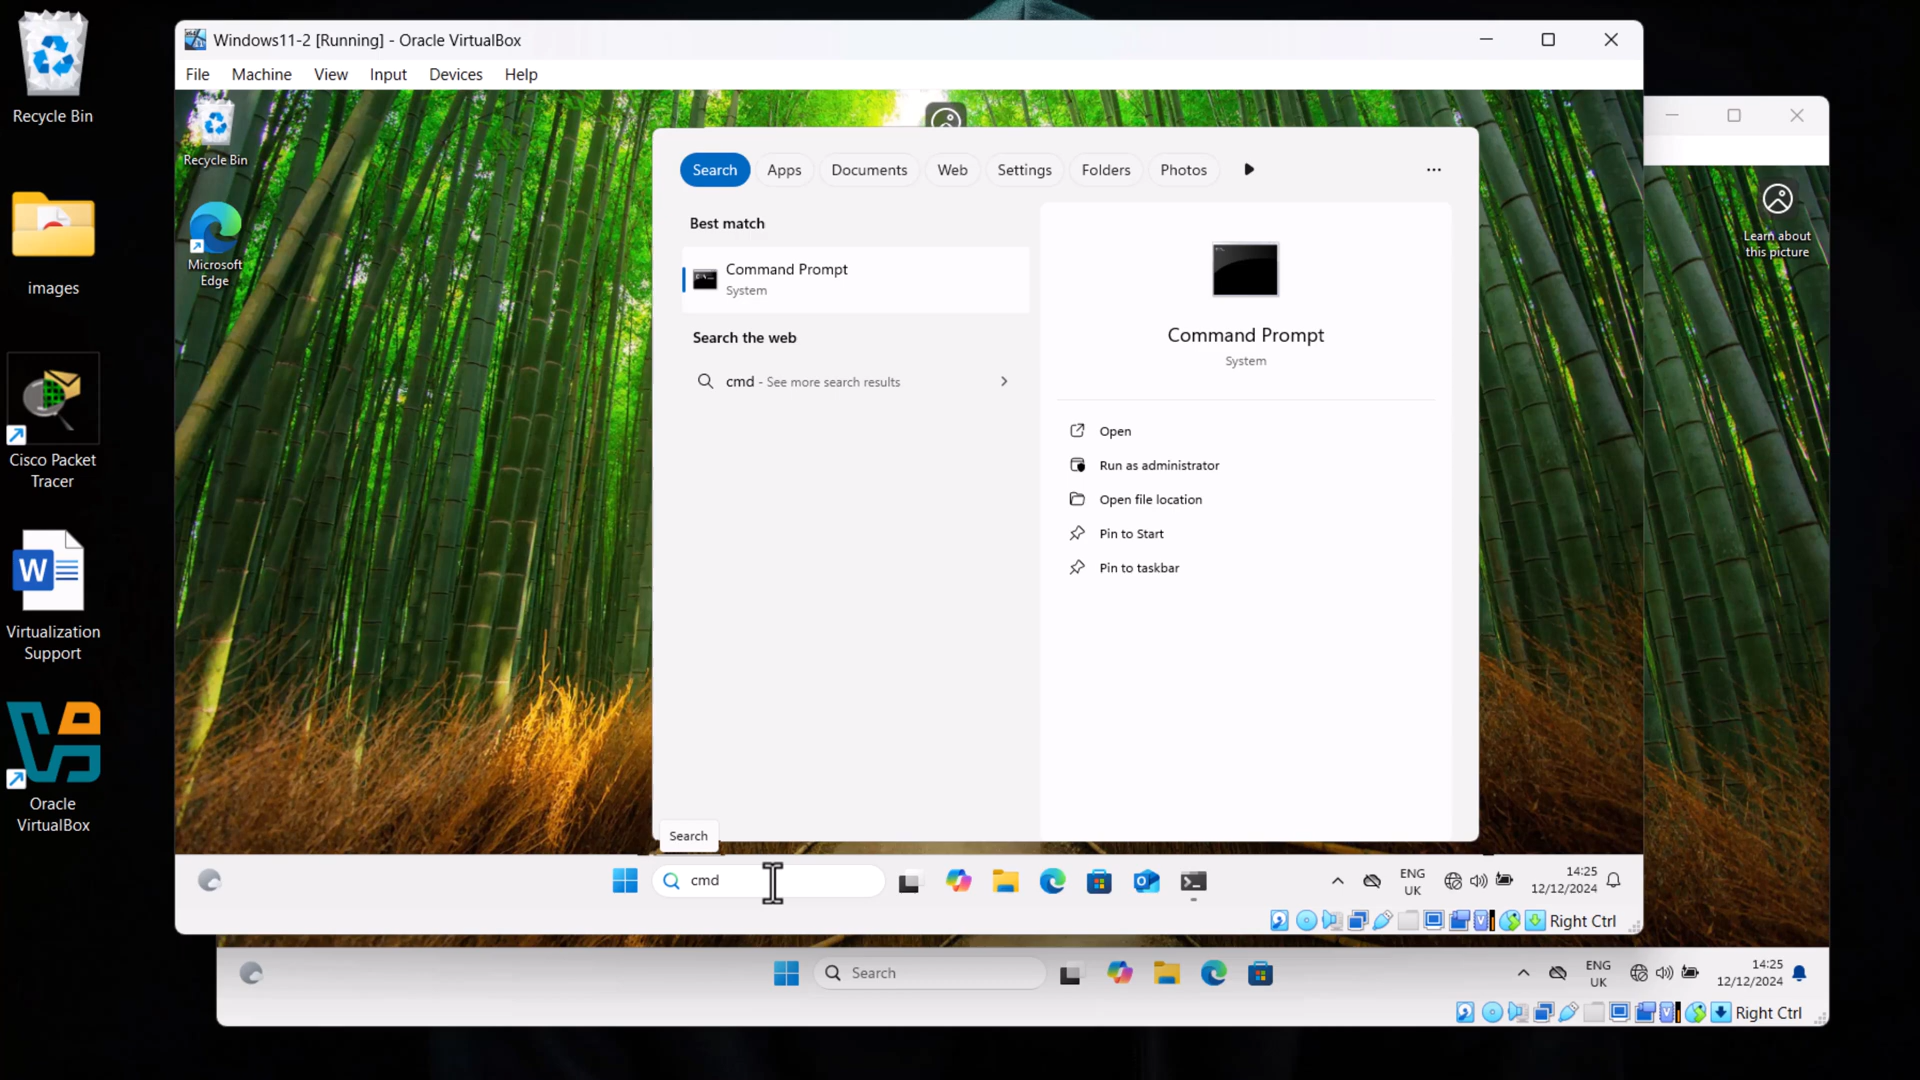 Recycle Bin
images
Cisco Packet
Tracer
W
Virtualization
Support
Oracle
VirtualBox
Windows11-2 [Running] - Oracle VirtualBox
File Machine View Input Devices Help
Recycle Bin
Microsoft
Edge
Search Apps Documents Web Settings Folders Photos
Best match
Command Prompt
System
Search the web
cmd - See more search results
Command Prompt
System
Open
Run as administrator
Open file location
Pin to Start
Pin to taskbar
Search
cmd
ENG
UK
14:25
12/12/2024
Right Ctrl
Learn about
this picture
Search
ENG
UK
14:25
12/12/2024
Right Ctrl